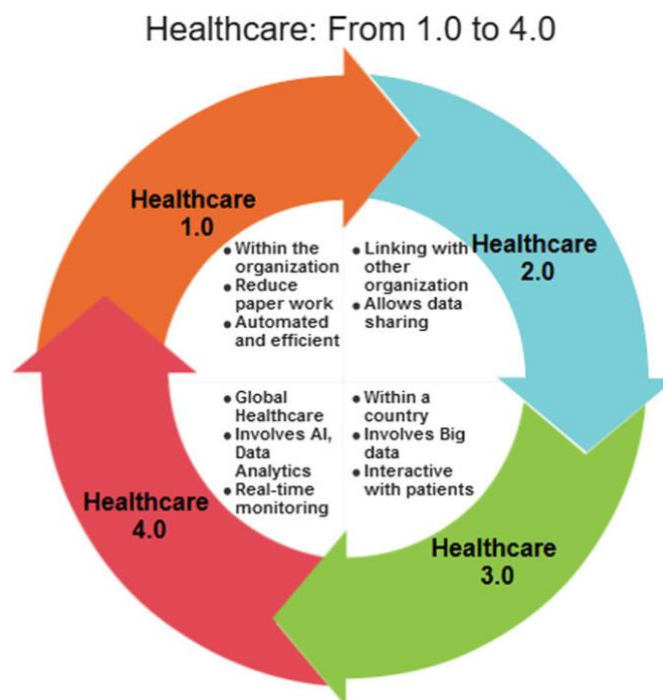 Healthcare: From 1.0 to 4.0
Healthcare
1.0
• Within the
organization
• Reduce
paper work
• Automated
and efficient
Healthcare
2.0
• Linking with
other
organization
• Allows data
sharing
Healthcare
3.0
• Within a
country
• Involves Big
data
• Interactive
with patients
Healthcare
4.0
• Global
Healthcare
• Involves AI,
Data
Analytics
• Real-time
monitoring